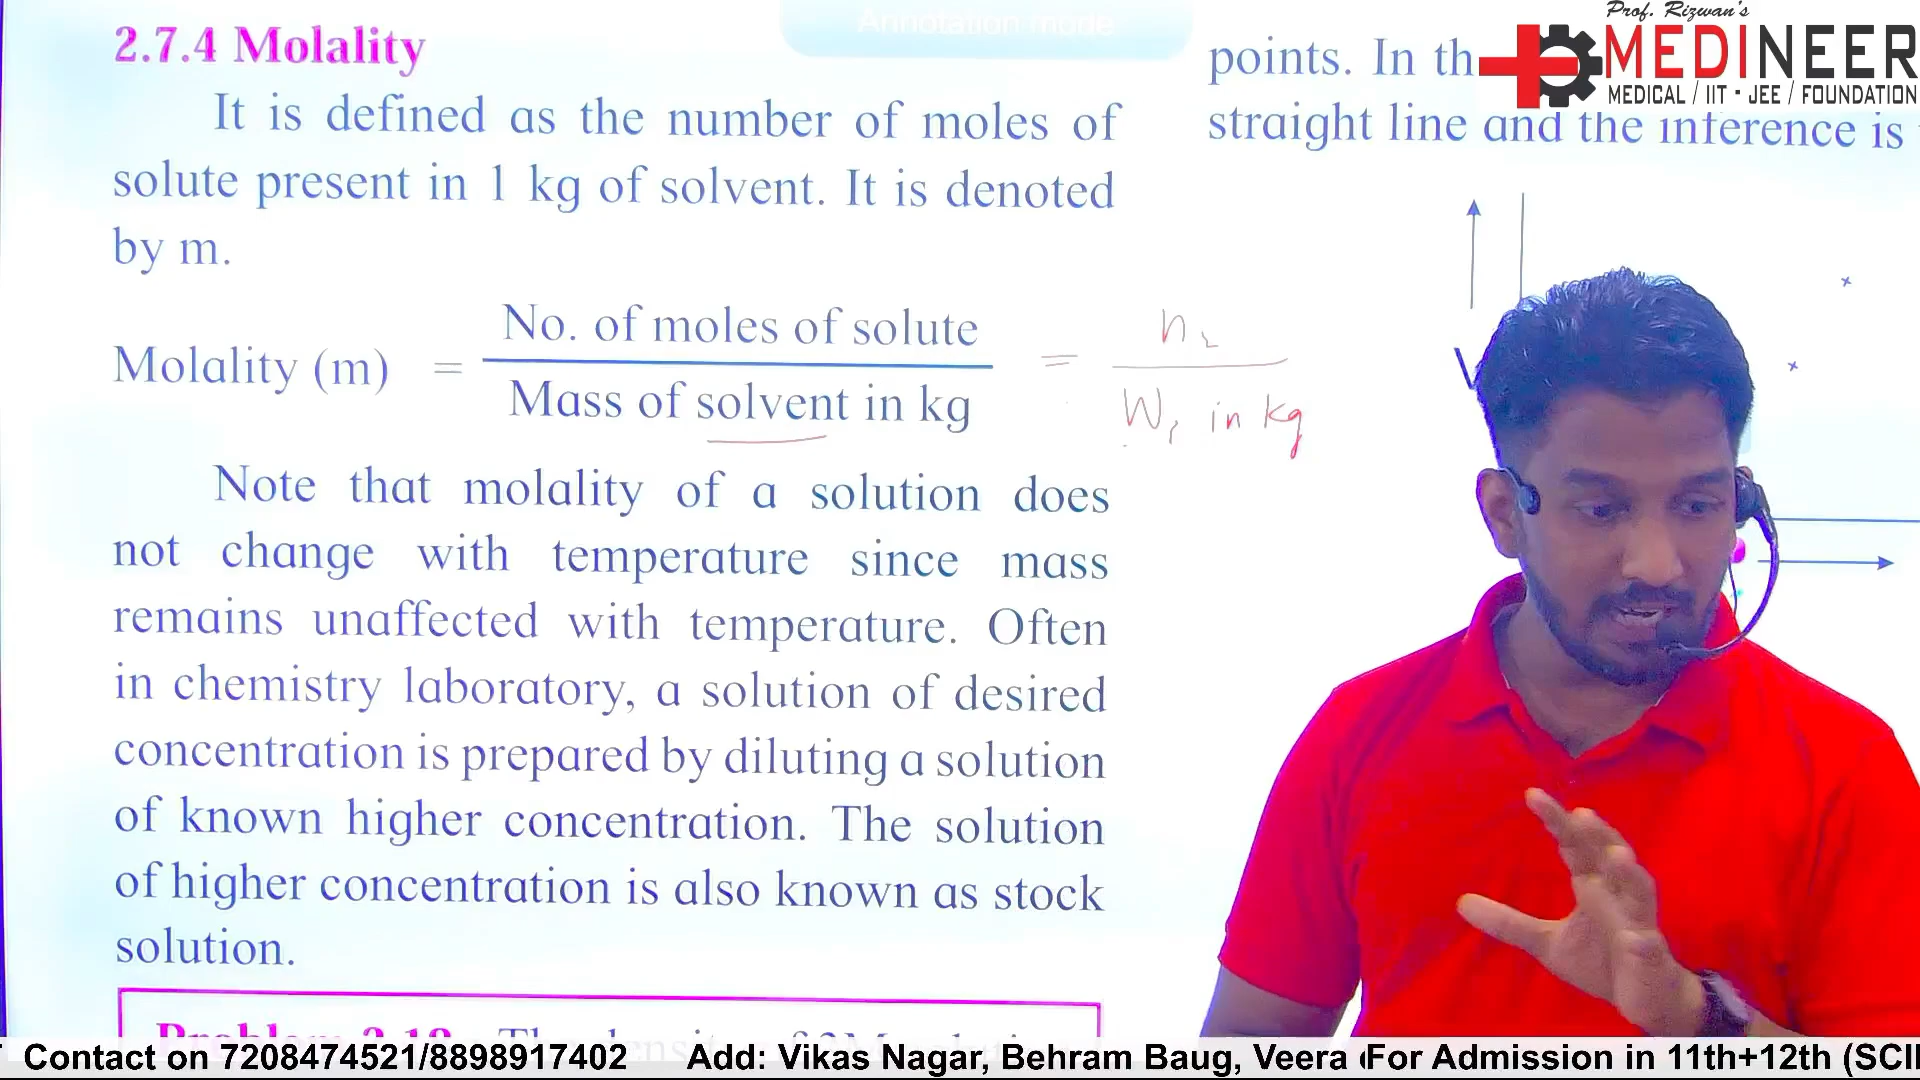 Annotation mode
2.7.4 Molality
It is defined as the number of moles of
solute present in 1 kg of solvent. It is denoted
by m.
Molality (m) = No. of moles of solute / Mass of solvent in kg = n₂ / W₁ in kg
Note that molality of a solution does
not change with temperature since mass
remains unaffected with temperature. Often
in chemistry laboratory, a solution of desired
concentration is prepared by diluting a solution
of known higher concentration. The solution
of higher concentration is also known as stock
solution.
points. In th
straight line and the inference is
Prof. Rizwan's
MEDINEER
MEDICAL / IIT - JEE / FOUNDATION
Contact on 7208474521/8898917402 Add: Vikas Nagar, Behram Baug, Veera
For Admission in 11th+12th (SCI